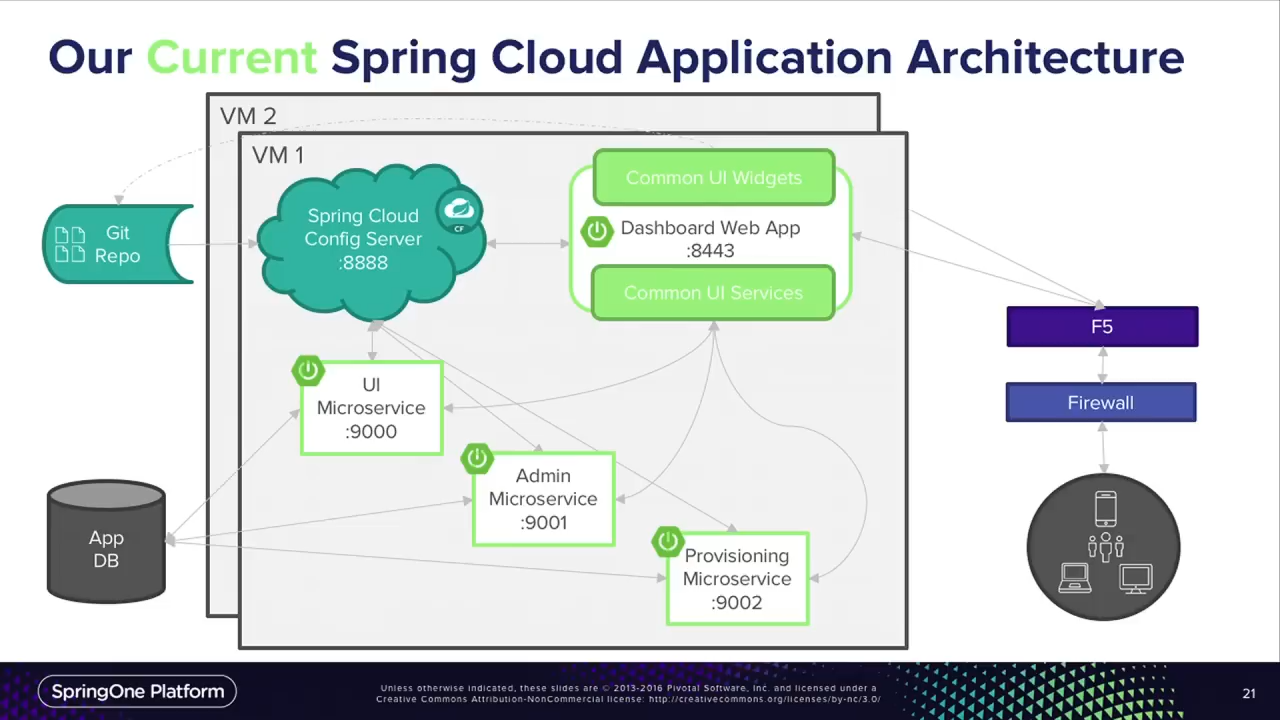 Our Current Spring Cloud Application Architecture
VM 2
VM 1
Git
Repo
Spring Cloud
Config Server
:8888
CF
Common UI Widgets
Dashboard Web App
:8443
Common UI Services
F5
Firewall
UI
Microservice
:9000
Admin
Microservice
:9001
Provisioning
Microservice
:9002
App
DB
SpringOne Platform
Unless otherwise indicated, these slides are © 2013-2016 Pivotal Software, Inc. and licensed under a
Creative Commons Attribution-NonCommercial license: http://creativecommons.org/licenses/by-nc/3.0/
21